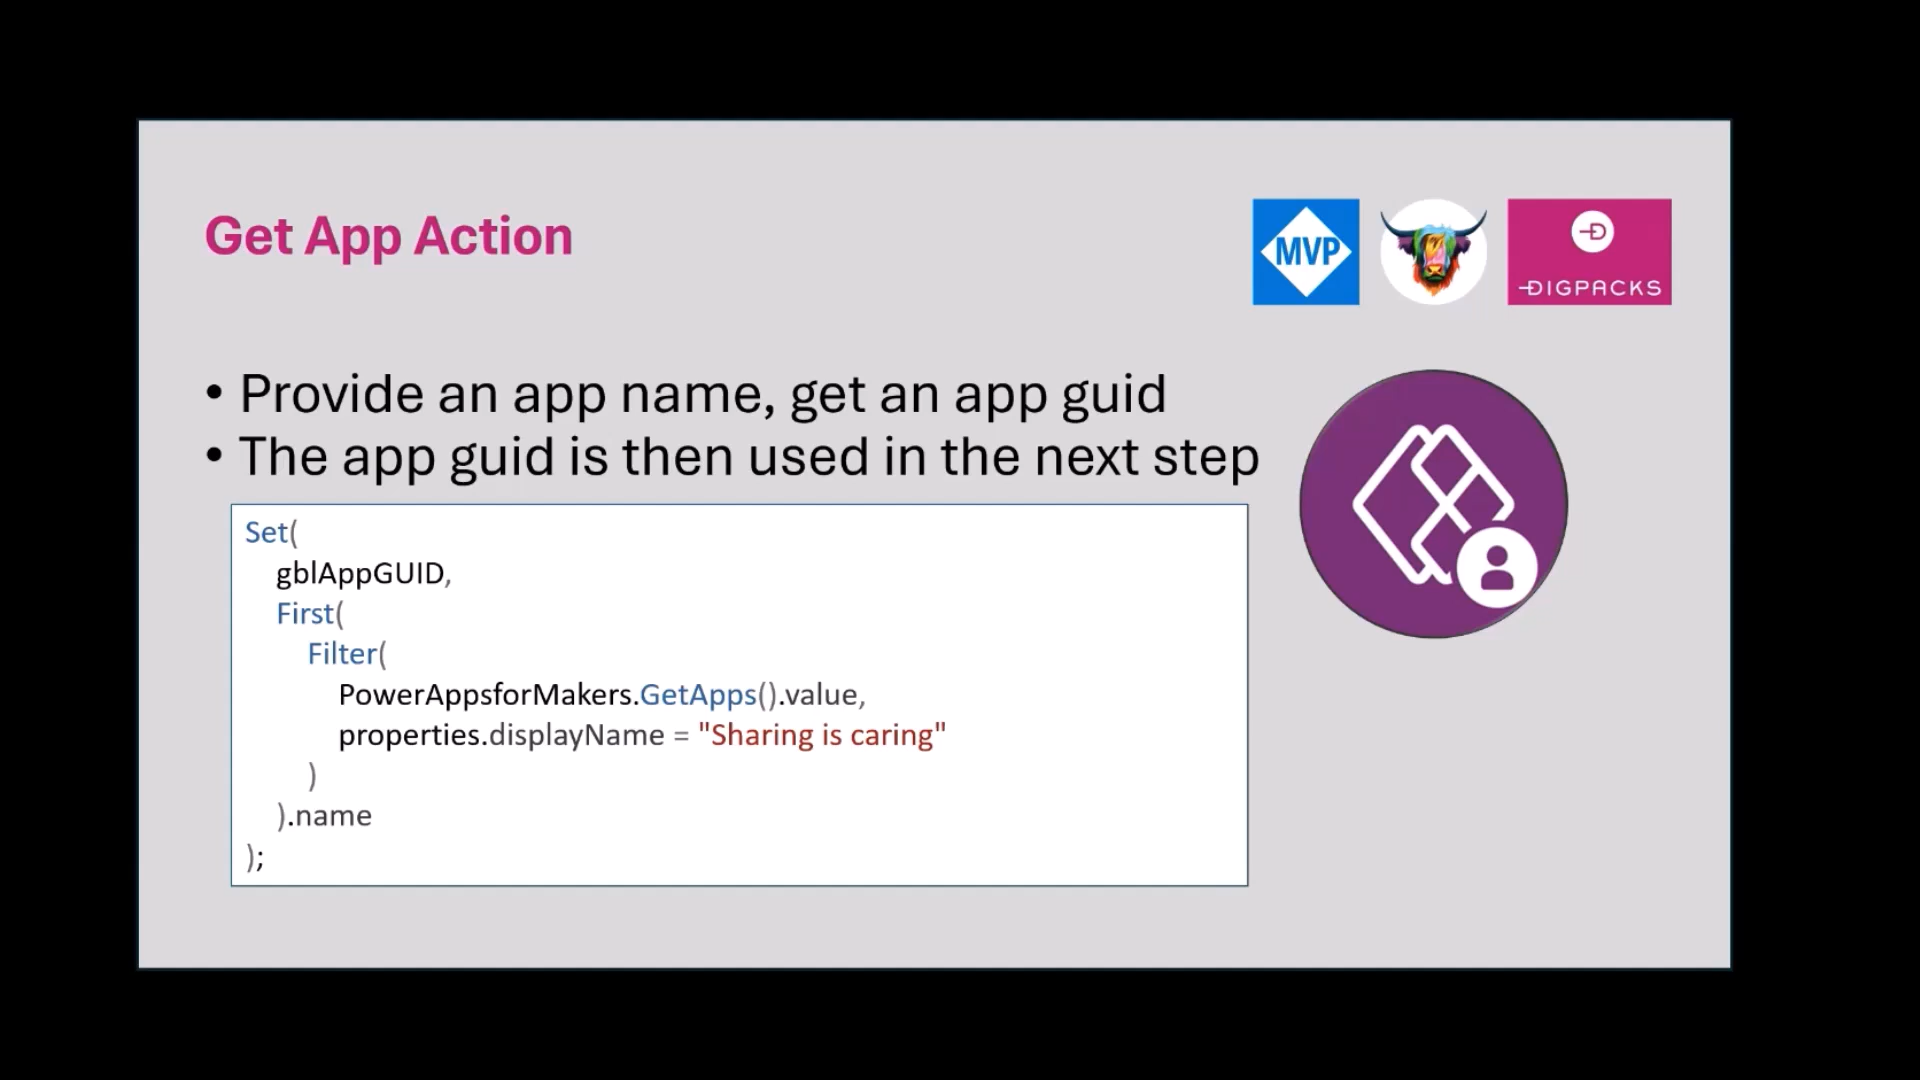 Get App Action
MVP
DIGPACKS
• Provide an app name, get an app guid
• The app guid is then used in the next step
Set(
gblAppGUID,
First(
Filter(
PowerAppsforMakers.GetApps().value,
properties.displayName = "Sharing is caring"
)
).name
);